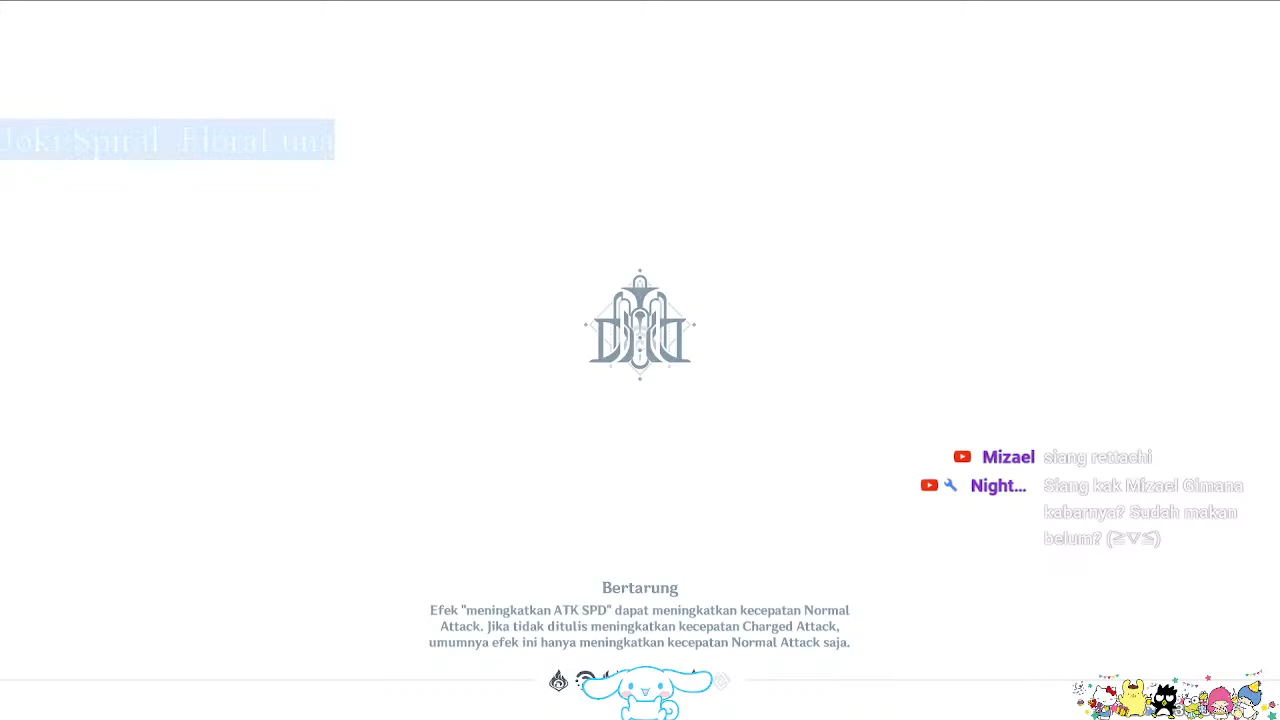 Joki Spiral Floral
Mizael siang rettachi
Night... Siang kak Mizael Gimana
kabarnya? Sudah makan
belum? (≥▽≤)
Bertarung
Efek "meningkatkan ATK SPD" dapat meningkatkan kecepatan Normal
Attack. Jika tidak ditulis meningkatkan kecepatan Charged Attack,
umumnya efek ini hanya meningkatkan kecepatan Normal Attack saja.